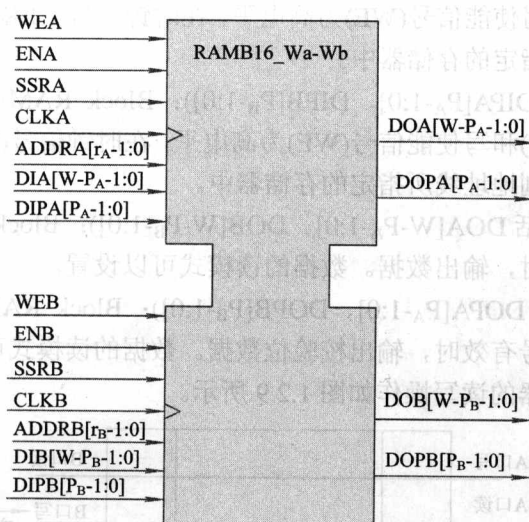 WEA
ENA
SSRA
CLKA
ADDRA[rA-1:0]
DIA[W-PA-1:0]
DIPA[PA-1:0]
RAMB16_Wa-Wb
DOA[W-PA-1:0]
DOPA[PA-1:0]
WEB
ENB
SSRB
CLKB
ADDRB[rB-1:0]
DIB[W-PB-1:0]
DIPB[PB-1:0]
DOB[W-PB-1:0]
DOPB[PB-1:0]